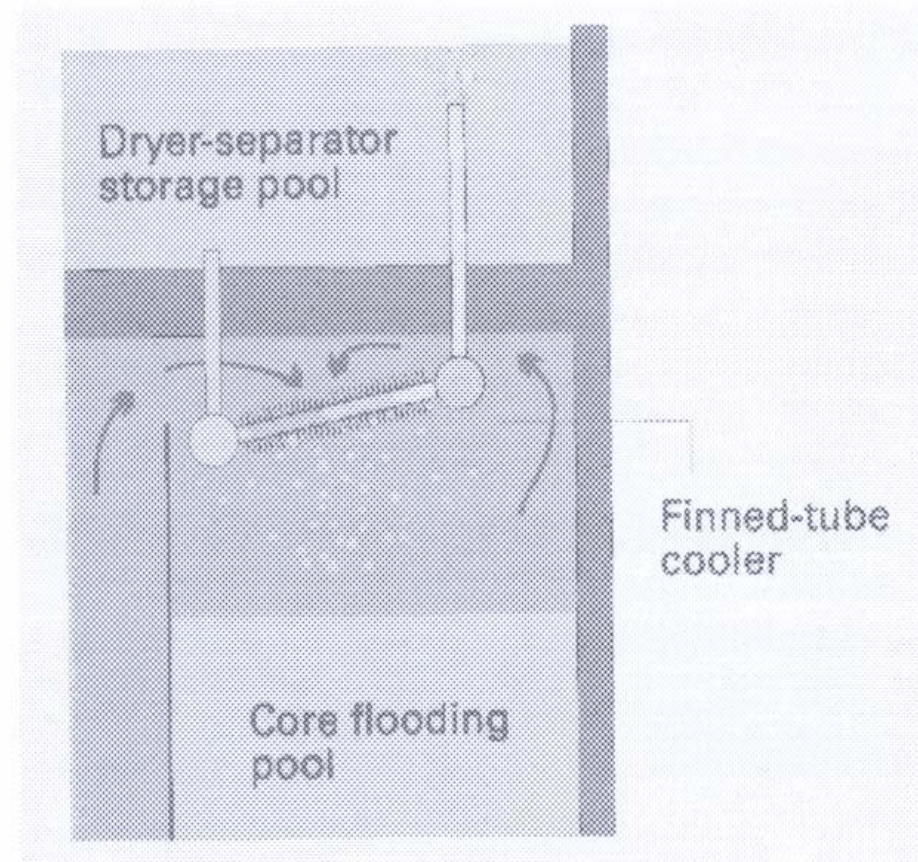 Dryer-separator
storage pool
Finned-tube
cooler
Core flooding
pool